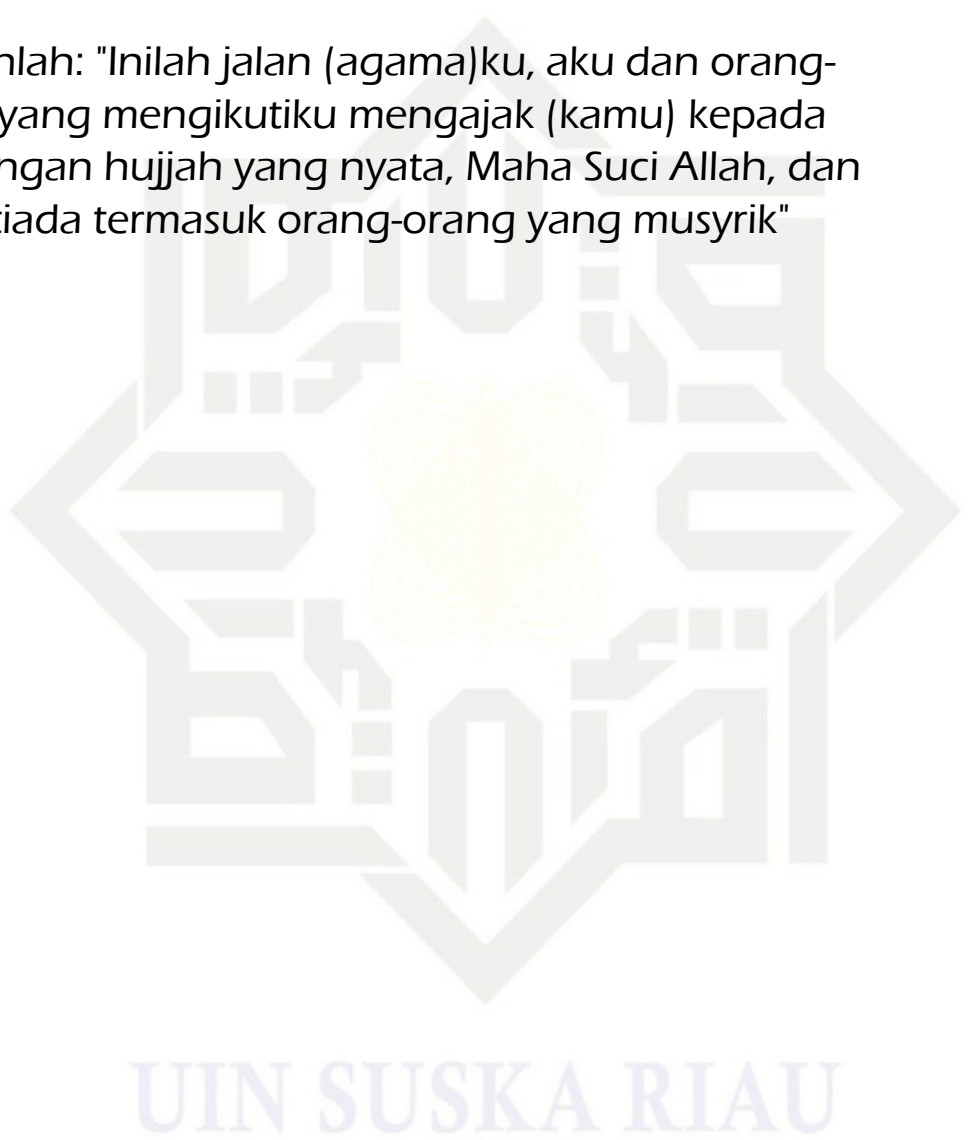 nlah: "Inilah jalan (agama)ku, aku dan orang-
yang mengikutiku mengajak (kamu) kepada
ngan hujjah yang nyata, Maha Suci Allah, dan
tiada termasuk orang-orang yang musyrik"
UIN SUSKA RIAU